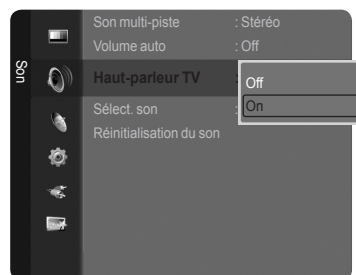 Son
Son multi-piste : Stéréo
Volume auto : Off
Haut-parleur TV :
Off
On
Sélect. son :
Réinitialisation du son